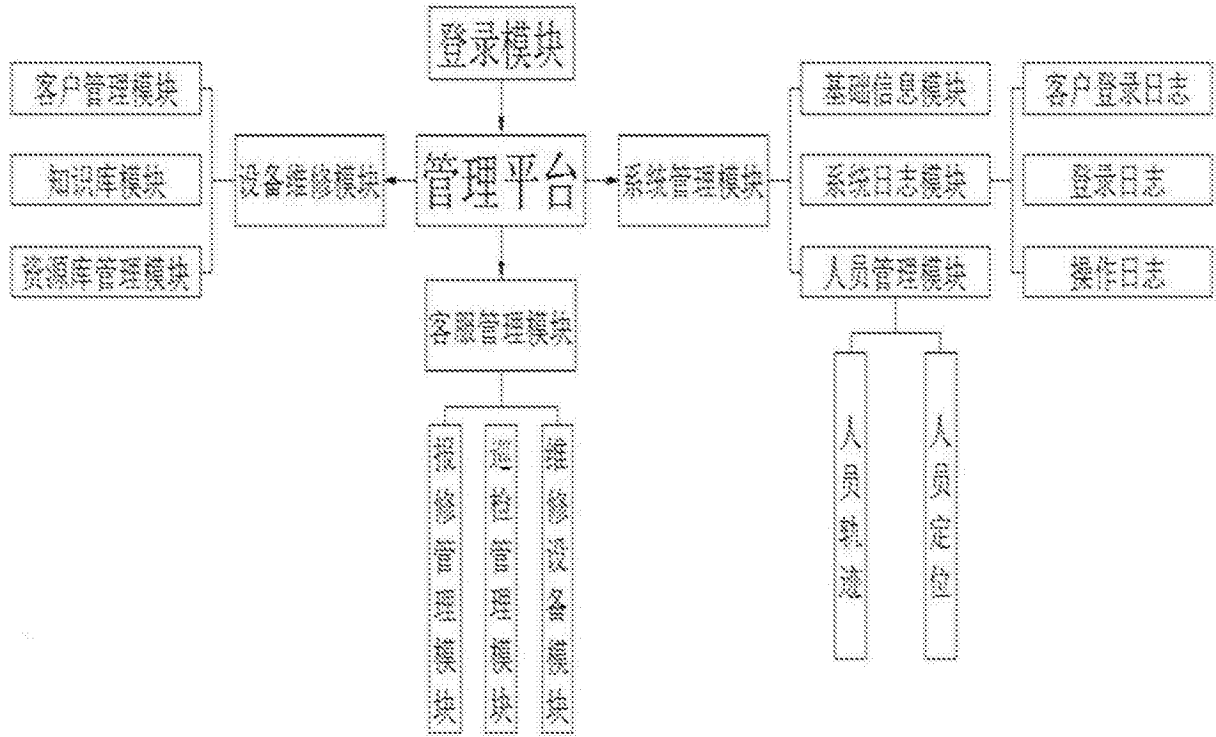 登录模块
客户管理模块
基础信息模块
客户登录日志
知识库模块
设备维修模块
管理平台
系统管理模块
系统日志模块
登录日志
资源库管理模块
人员管理模块
操作日志
客服管理模块
报修管理模块
巡检管理模块
维修设备模块
人员轨迹
人员定位